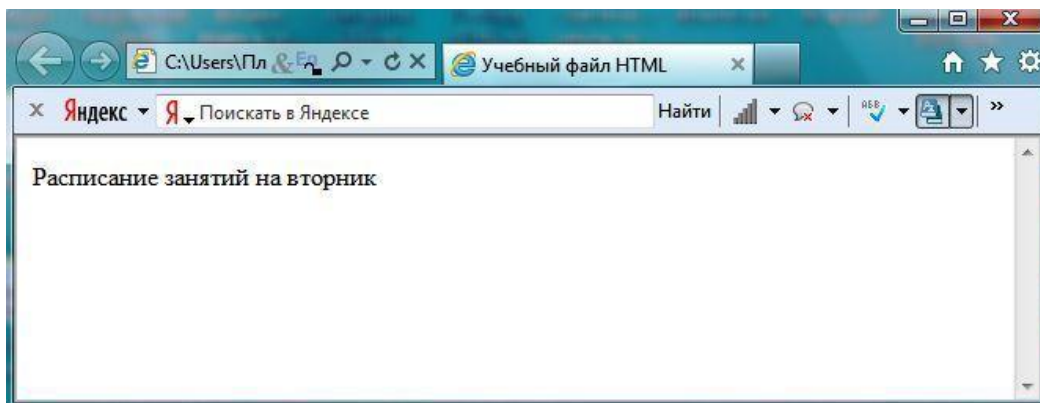 C:\Users\Пл
Учебный файл HTML
Яндекс Я Поискать в Яндексе Найти
Расписание занятий на вторник